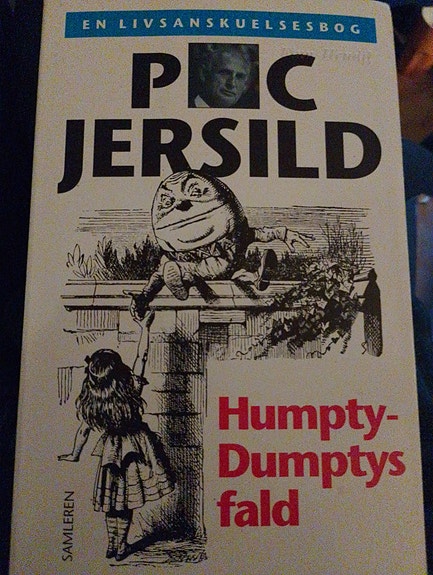 EN LIVSANSKUELSESBOG
P C
JERSILD
Humpty-
Dumptys
fald
SAMLEREN